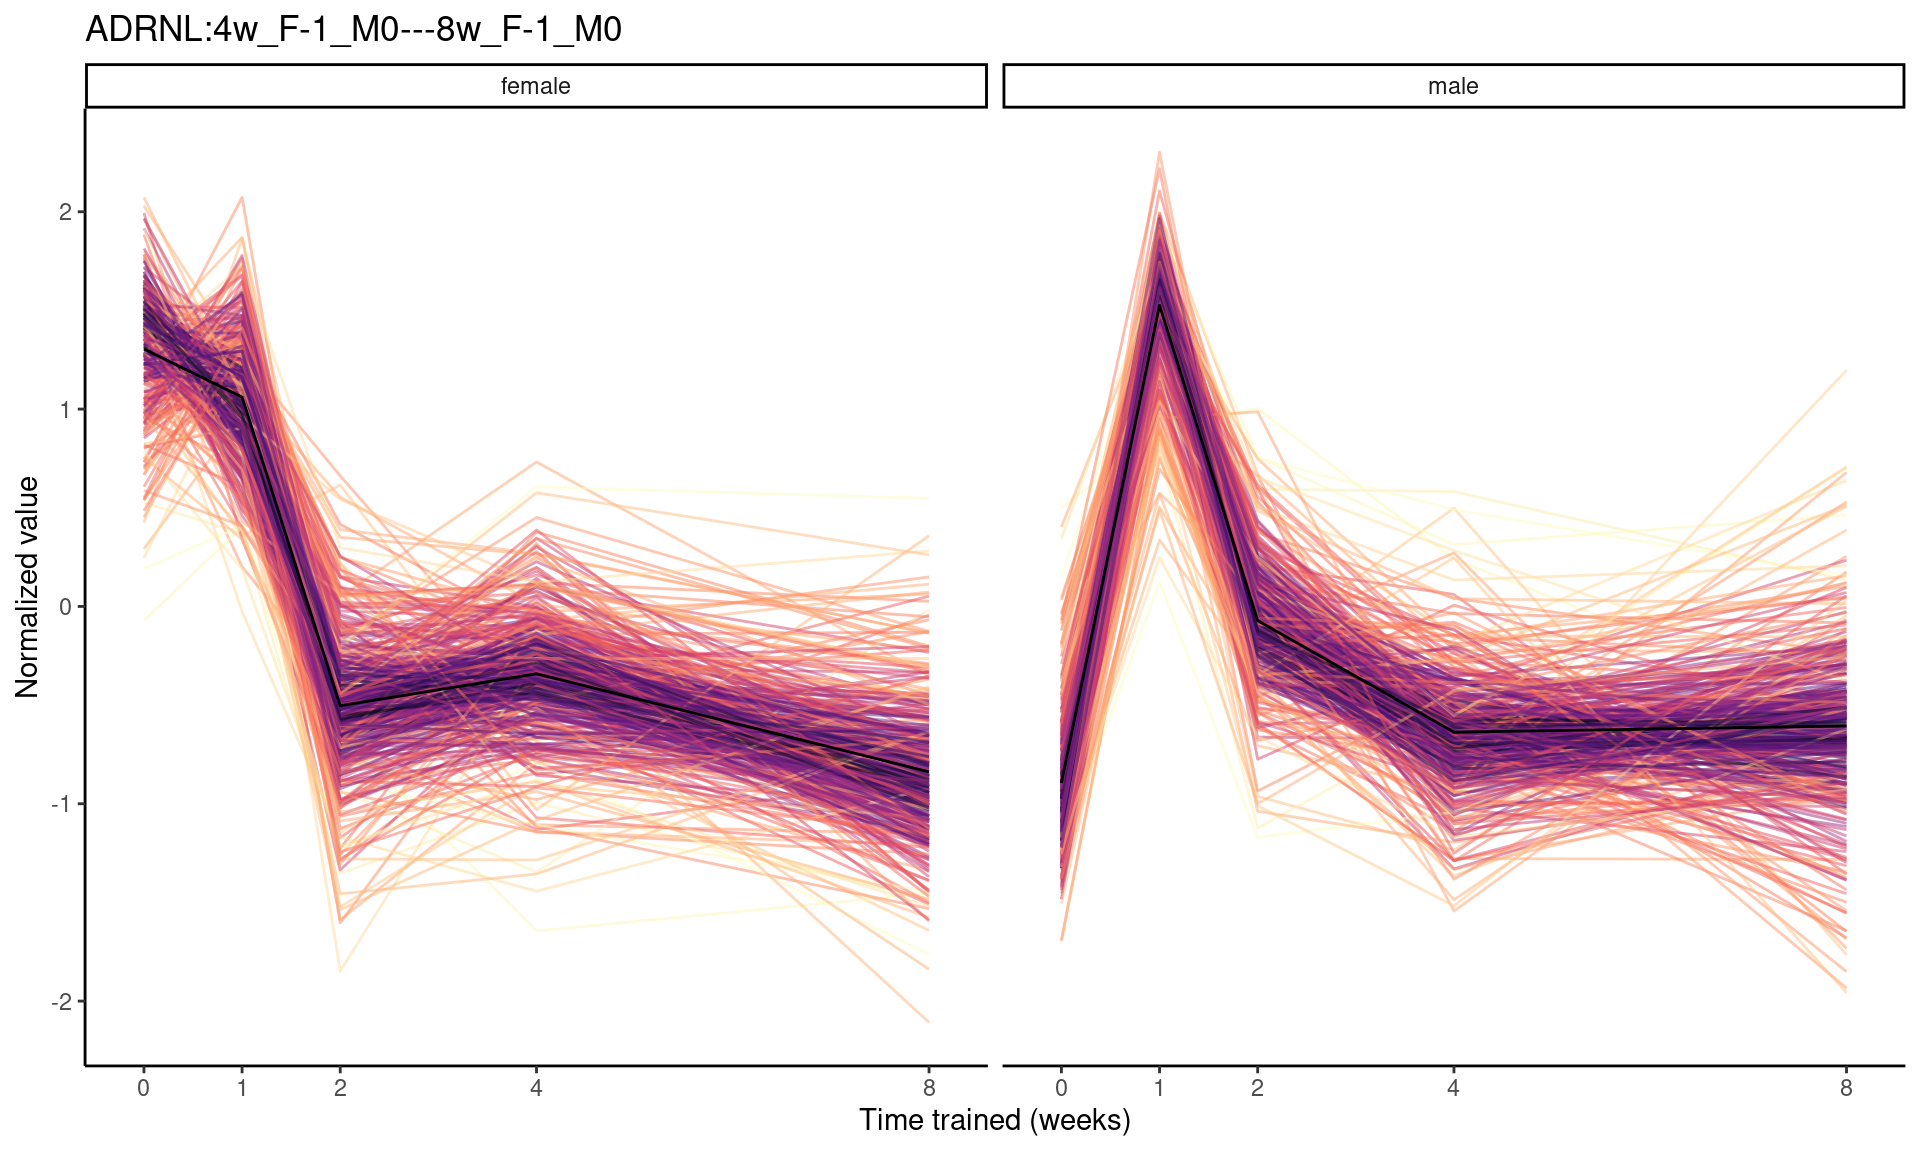 ADRNL:4w_F-1_M0---8w_F-1_M0
female
male
Normalized value
2
1
0
-1
-2
0 1 2 4 8
0 1 2 4 8
Time trained (weeks)